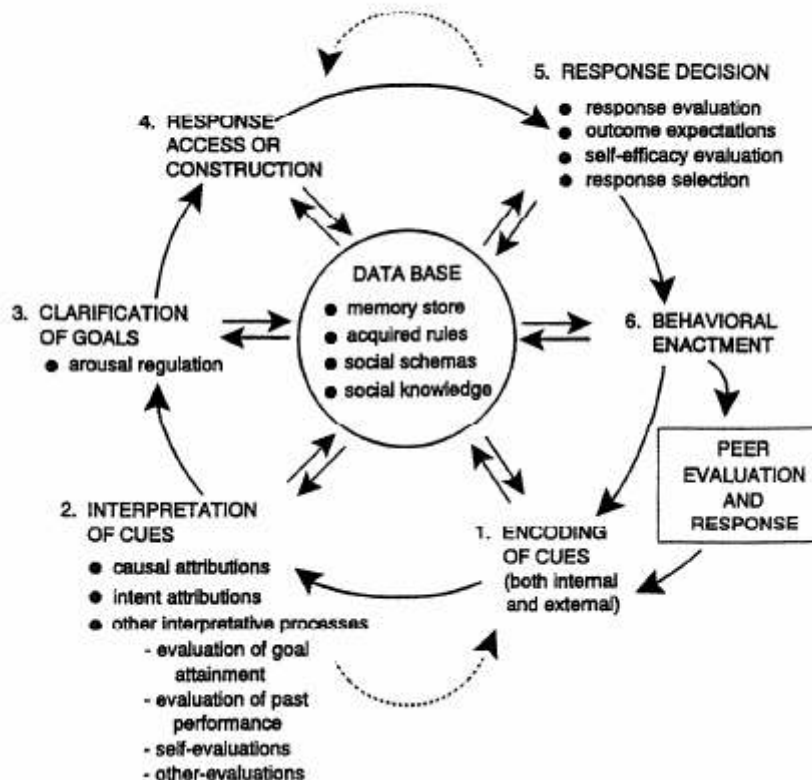 5. RESPONSE DECISION
● response evaluation
● outcome expectations
● self-efficacy evaluation
● response selection
4. RESPONSE
ACCESS OR
CONSTRUCTION
DATA BASE
● memory store
● acquired rules
● social schemas
● social knowledge
3. CLARIFICATION
OF GOALS
● arousal regulation
6. BEHAVIORAL
ENACTMENT
PEER
EVALUATION
AND
RESPONSE
2. INTERPRETATION
OF CUES
● causal attributions
● intent attributions
● other interpretative processes
- evaluation of goal
attainment
- evaluation of past
performance
- self-evaluations
- other-evaluations
1. ENCODING
OF CUES
(both internal
and external)